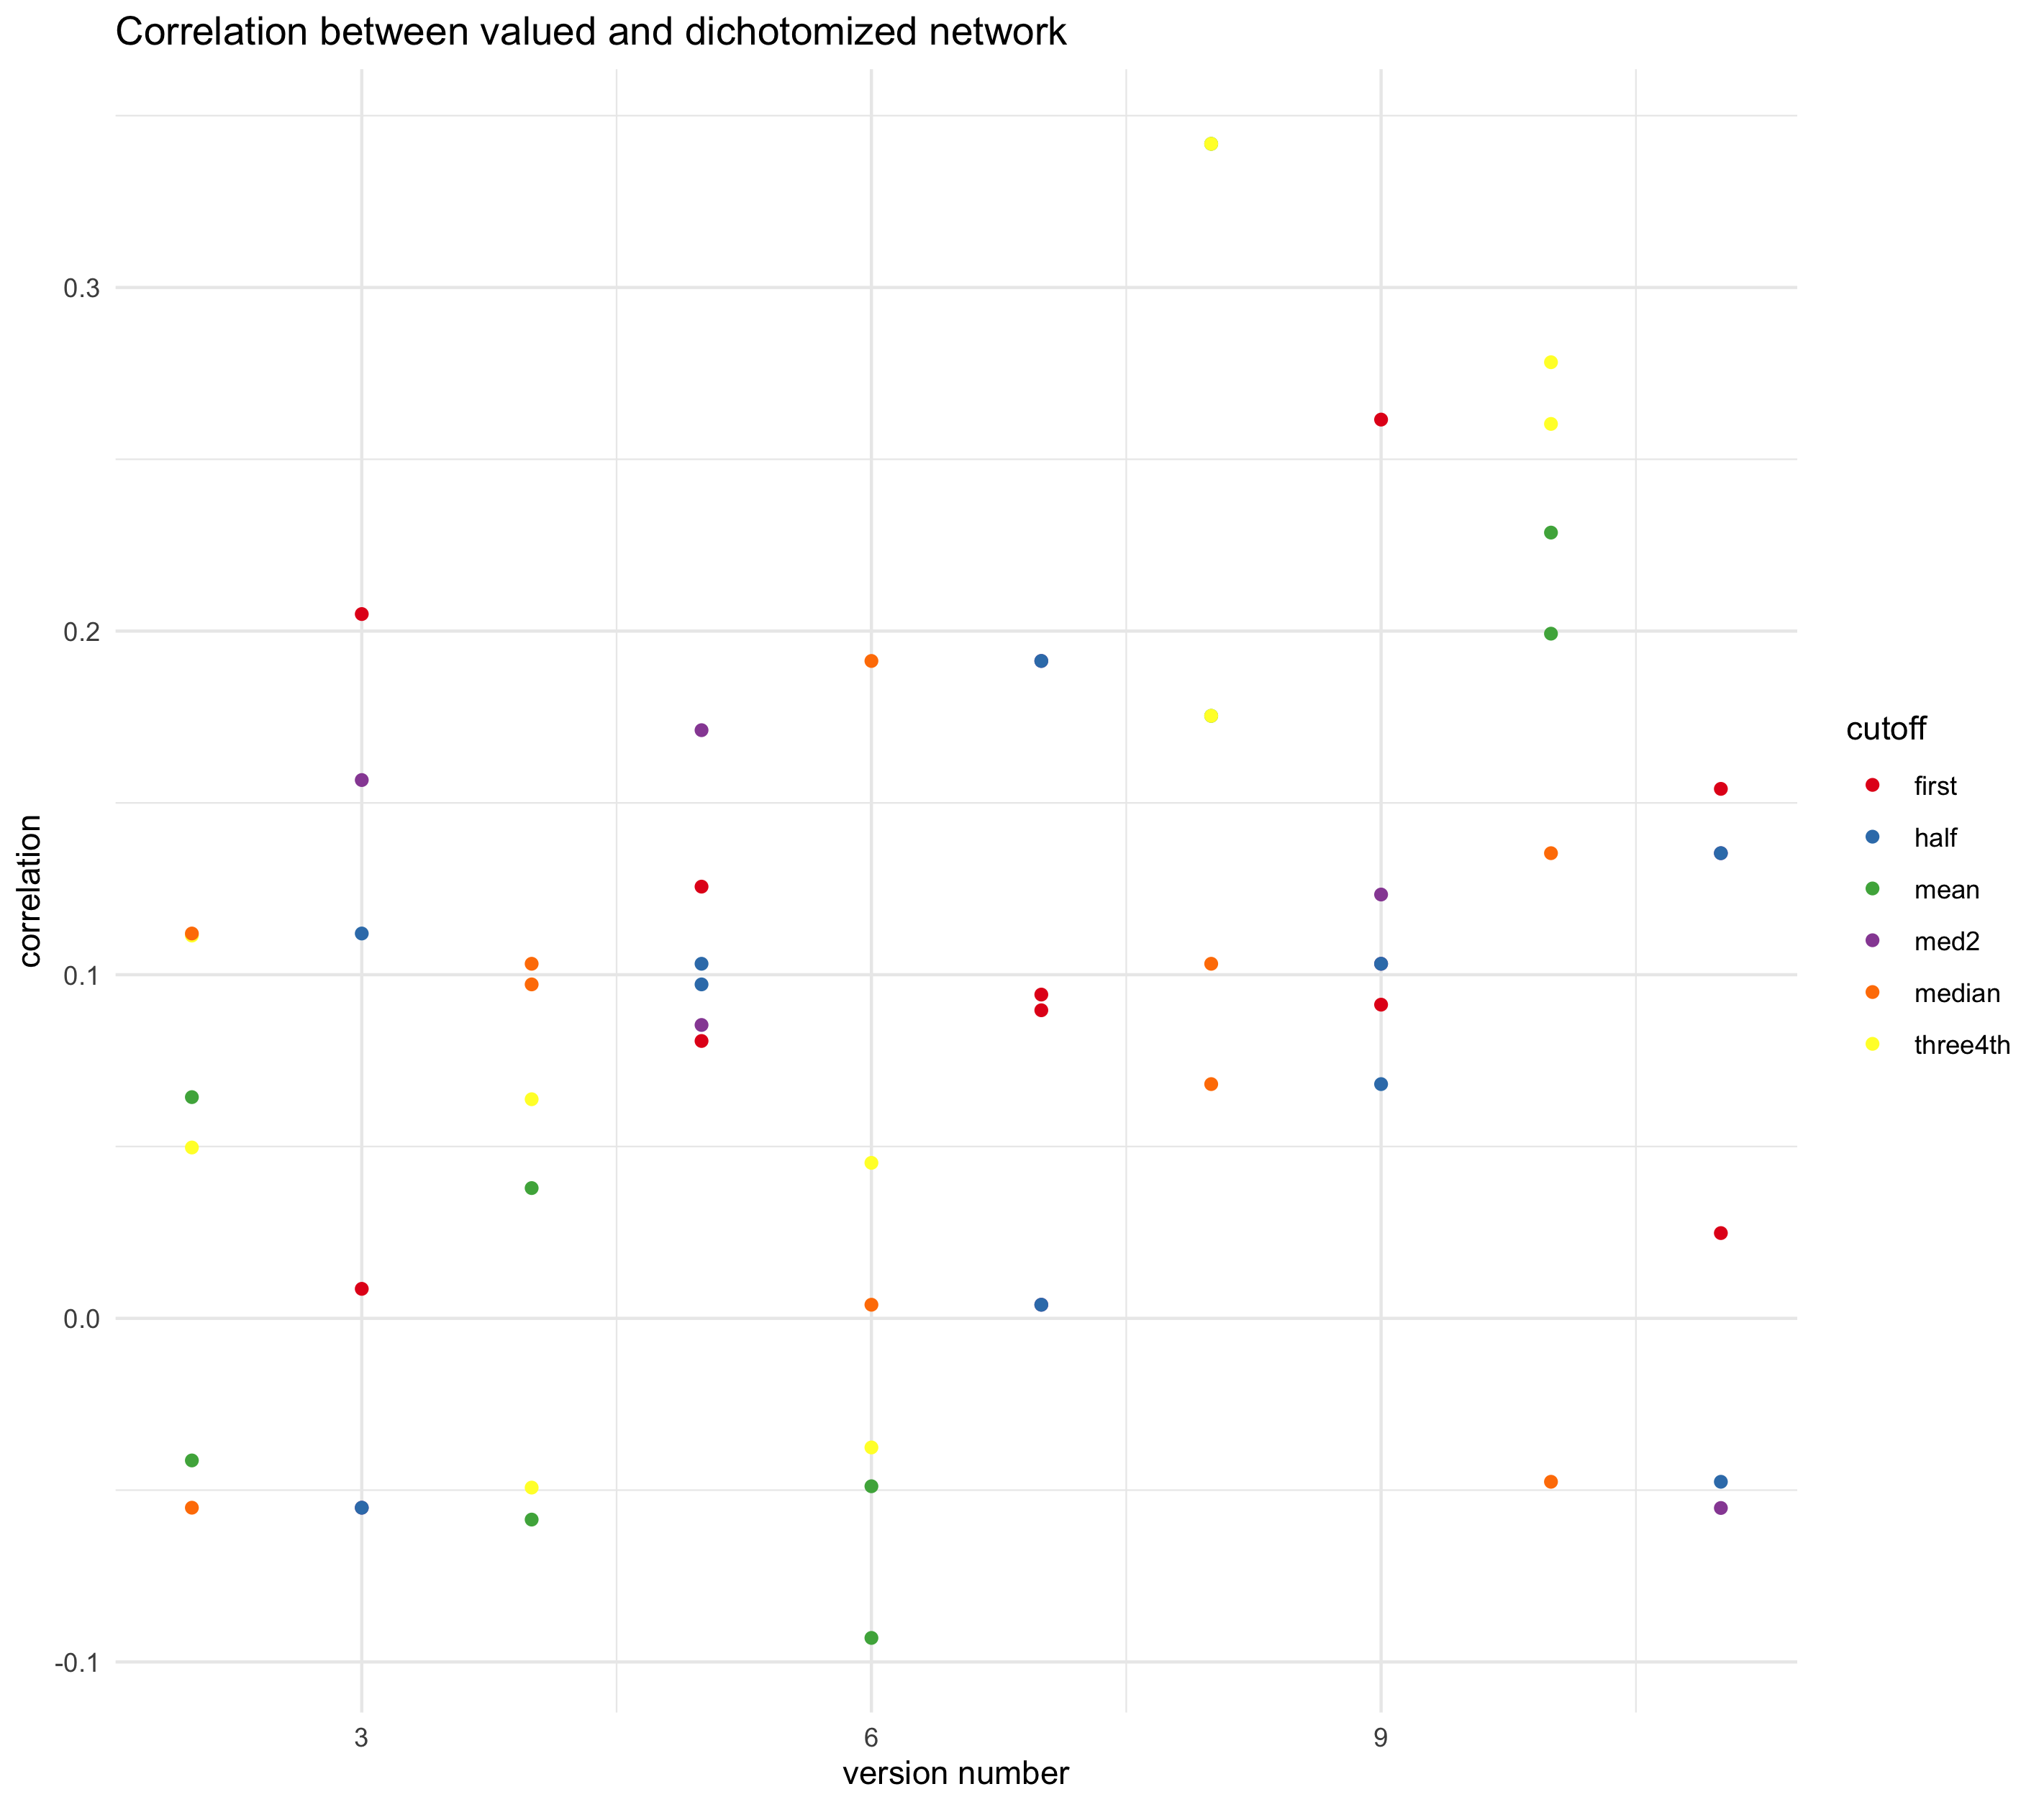 Correlation between valued and dichotomized network
correlation
0.3
0.2
0.1
0.0
-0.1
3
6
9
version number
cutoff
first
half
mean
med2
median
three4th